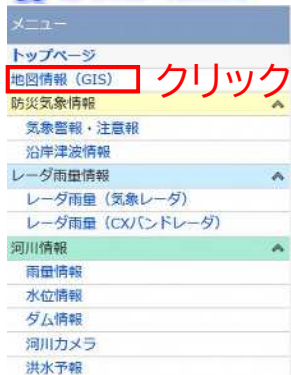 メニュー
トップページ
地図情報（GIS）
クリック
防災気象情報
気象警報・注意報
沿岸津波情報
レーダ雨量情報
レーダ雨量（気象レーダ）
レーダ雨量（CXバンドレーダ）
河川情報
雨量情報
水位情報
ダム情報
河川カメラ
洪水予報